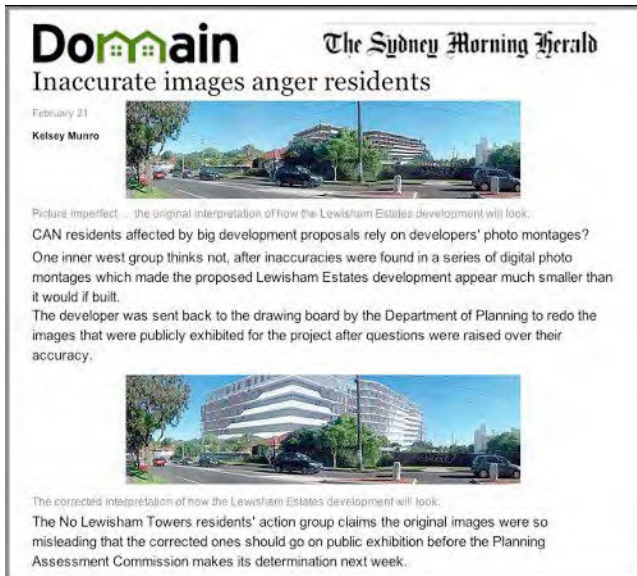 Domain The Sydney Morning Herald
Inaccurate images anger residents
February 21
Kelsey Munro
Picture imperfect ... the original interpretation of how the Lewisham Estates development will look.
CAN residents affected by big development proposals rely on developers' photo montages?
One inner west group thinks not, after inaccuracies were found in a series of digital photo
montages which made the proposed Lewisham Estates development appear much smaller than
it would if built.
The developer was sent back to the drawing board by the Department of Planning to redo the
images that were publicly exhibited for the project after questions were raised over their
accuracy.
The corrected interpretation of how the Lewisham Estates development will look.
The No Lewisham Towers residents' action group claims the original images were so
misleading that the corrected ones should go on public exhibition before the Planning
Assessment Commission makes its determination next week.